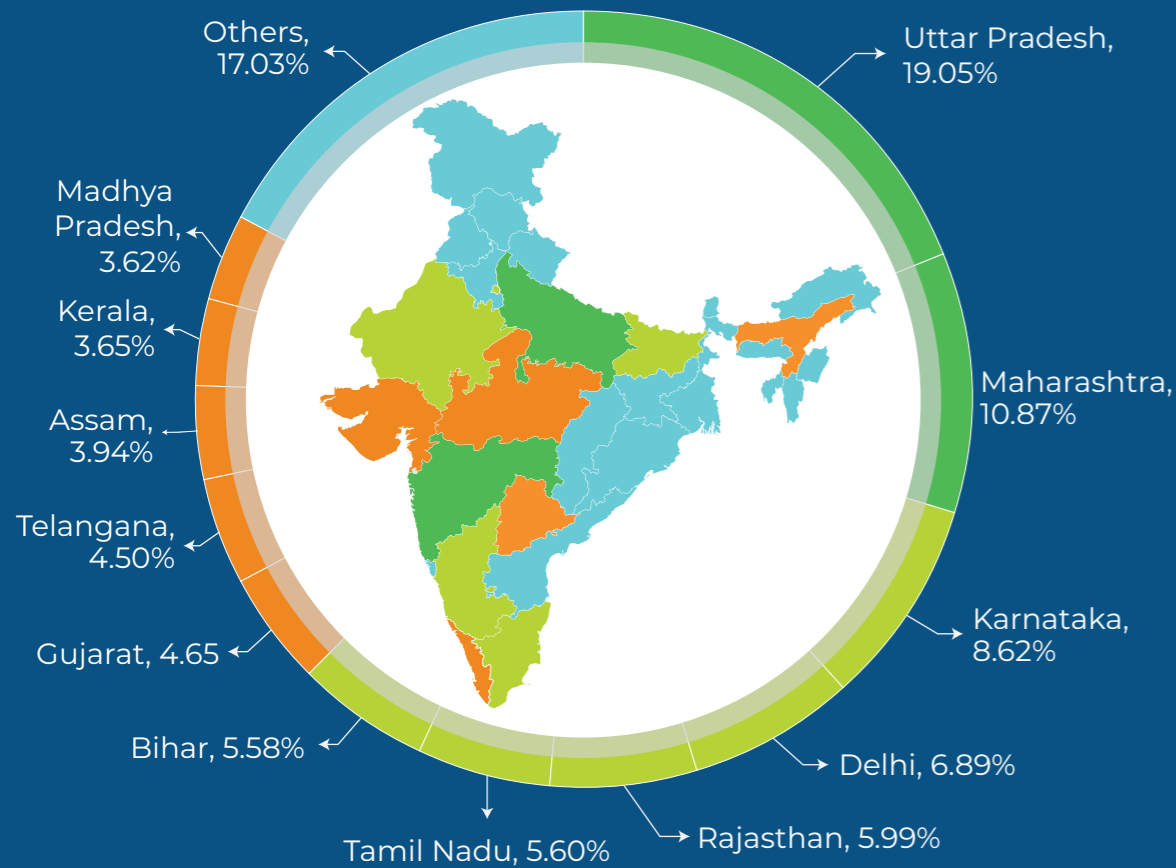 Others,
17.03%
Uttar Pradesh,
19.05%
Madhya
Pradesh,
3.62%
Kerala,
3.65%
Maharashtra,
10.87%
Assam,
3.94%
Telangana,
4.50%
Karnataka,
8.62%
Gujarat, 4.65
Bihar, 5.58%
Delhi, 6.89%
Rajasthan, 5.99%
Tamil Nadu, 5.60%